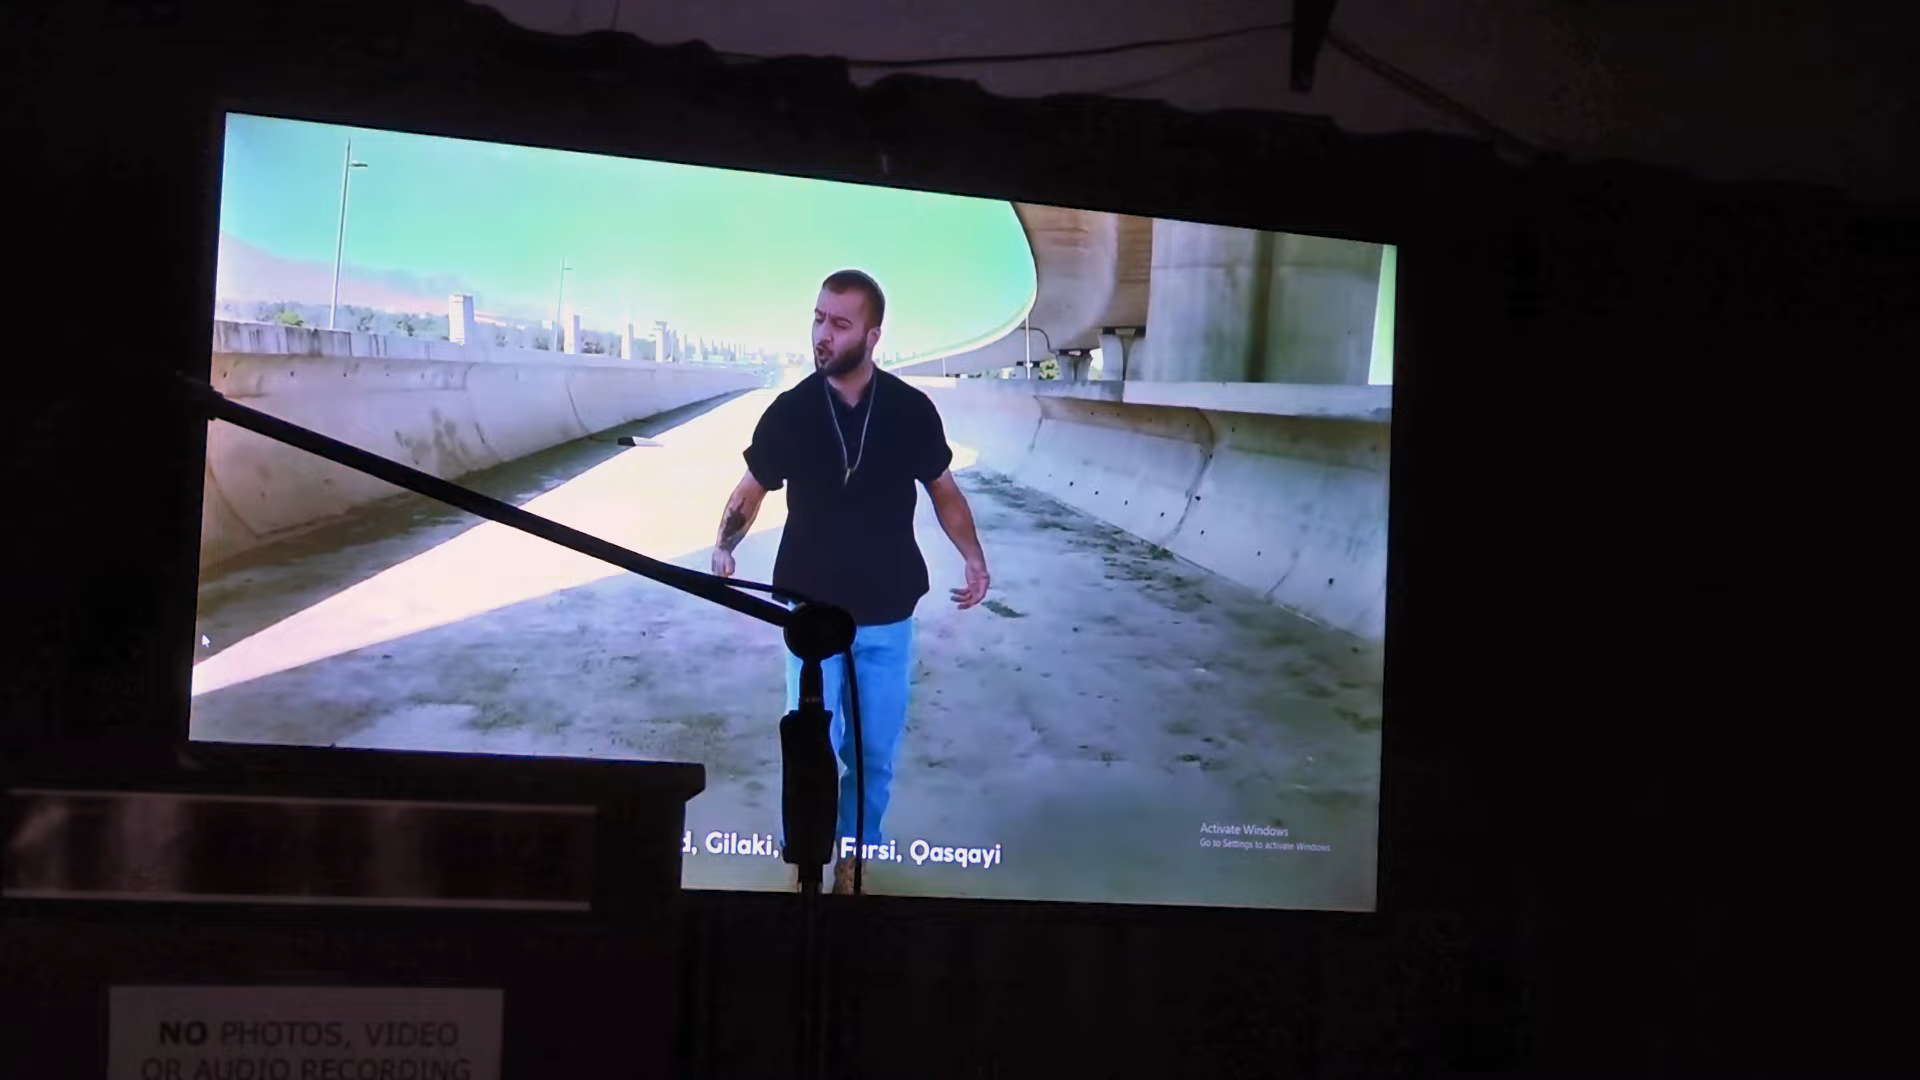 d, Gilaki, Farsi, Qasqayi
Activate Windows
Go to Settings to activate Windows.
NO PHOTOS, VIDEO
OR AUDIO RECORDING